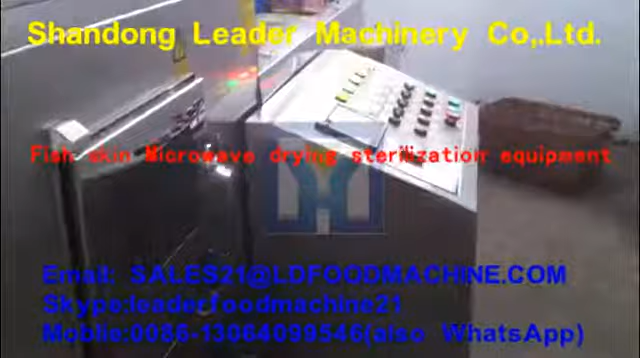 Shandong Leader Machinery Co,.Ltd.
Fish skin Microwave drying sterilization equipment
Email: SALES21@LDFOODMACHINE.COM
Skype:leaderfoodmachine21
Moblie:0086-13064099546(also WhatsApp)